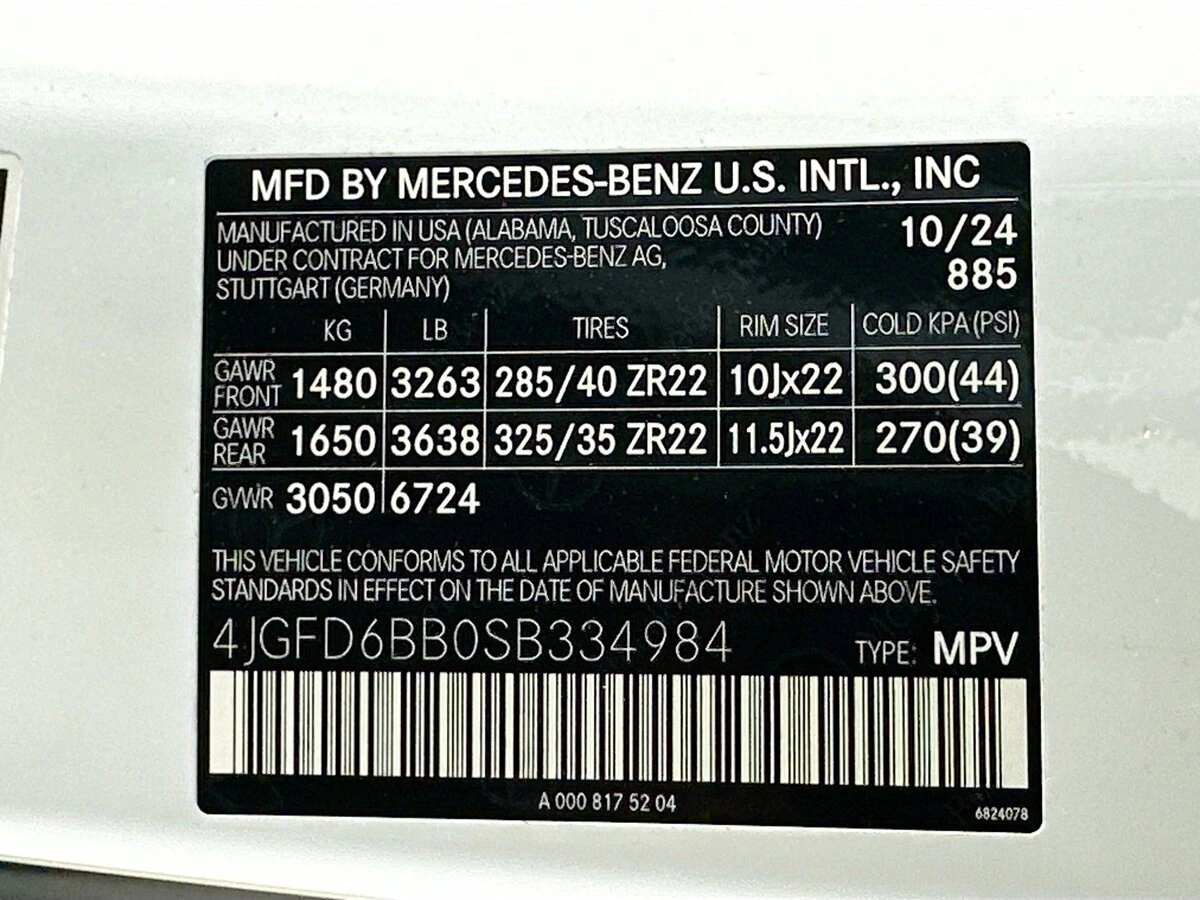 MFD BY MERCEDES-BENZ U.S. INTL., INC
MANUFACTURED IN USA (ALABAMA, TUSCALOOSA COUNTY) 10/24
UNDER CONTRACT FOR MERCEDES-BENZ AG, 885
STUTTGART (GERMANY)
KG LB TIRES RIM SIZE COLD KPA (PSI)
GAWR FRONT 1480 3263 285/40 ZR22 10Jx22 300(44)
GAWR REAR 1650 3638 325/35 ZR22 11.5Jx22 270(39)
GVWR 3050 6724
THIS VEHICLE CONFORMS TO ALL APPLICABLE FEDERAL MOTOR VEHICLE SAFETY
STANDARDS IN EFFECT ON THE DATE OF MANUFACTURE SHOWN ABOVE.
4JGFD6BB0SB334984 TYPE: MPV
A 000 817 52 04
6824078